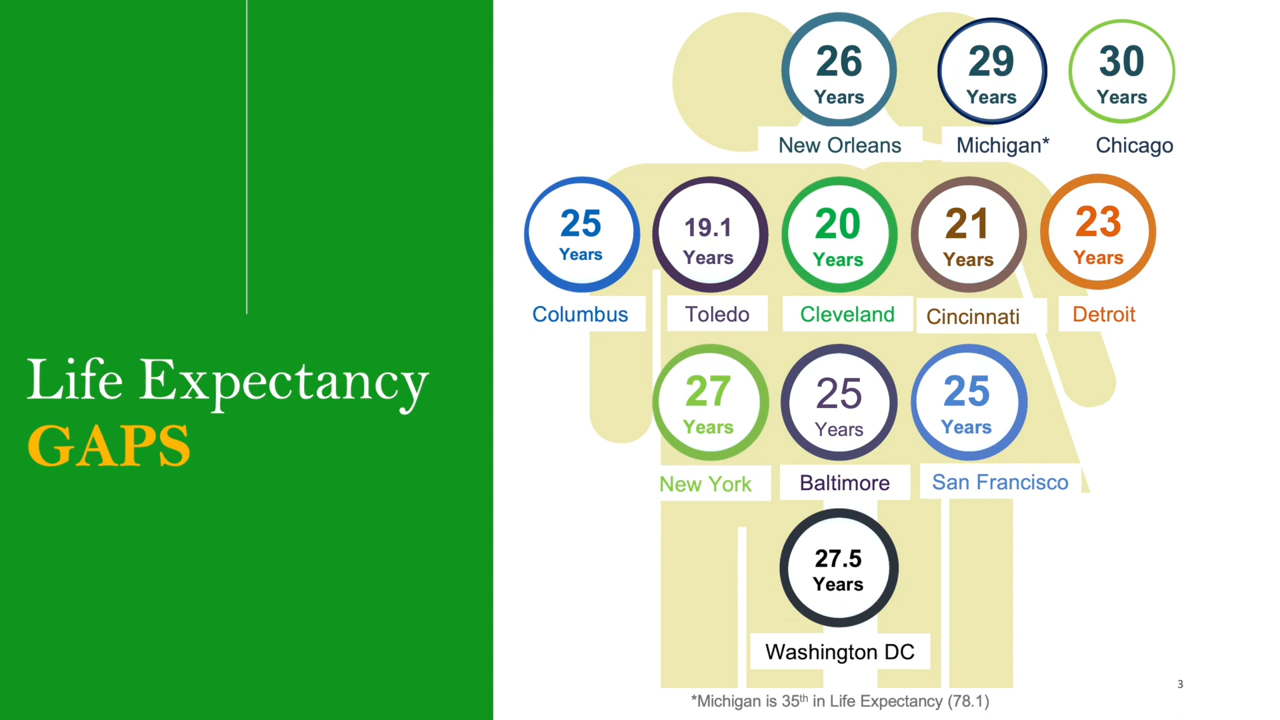 Life Expectancy
GAPS
26
Years
New Orleans
29
Years
Michigan*
30
Years
Chicago
25
Years
Columbus
19.1
Years
Toledo
20
Years
Cleveland
21
Years
Cincinnati
23
Years
Detroit
27
Years
New York
25
Years
Baltimore
25
Years
San Francisco
27.5
Years
Washington DC
*Michigan is 35th in Life Expectancy (78.1)
3